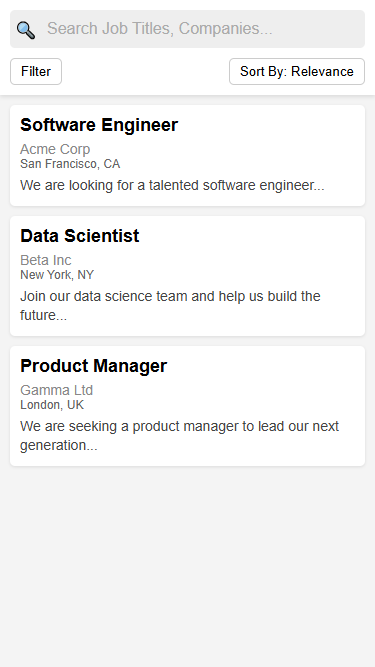 Search Job Titles, Companies...
Filter
Sort By: Relevance
Software Engineer
Acme Corp
San Francisco, CA
We are looking for a talented software engineer...
Data Scientist
Beta Inc
New York, NY
Join our data science team and help us build the
future...
Product Manager
Gamma Ltd
London, UK
We are seeking a product manager to lead our next
generation...